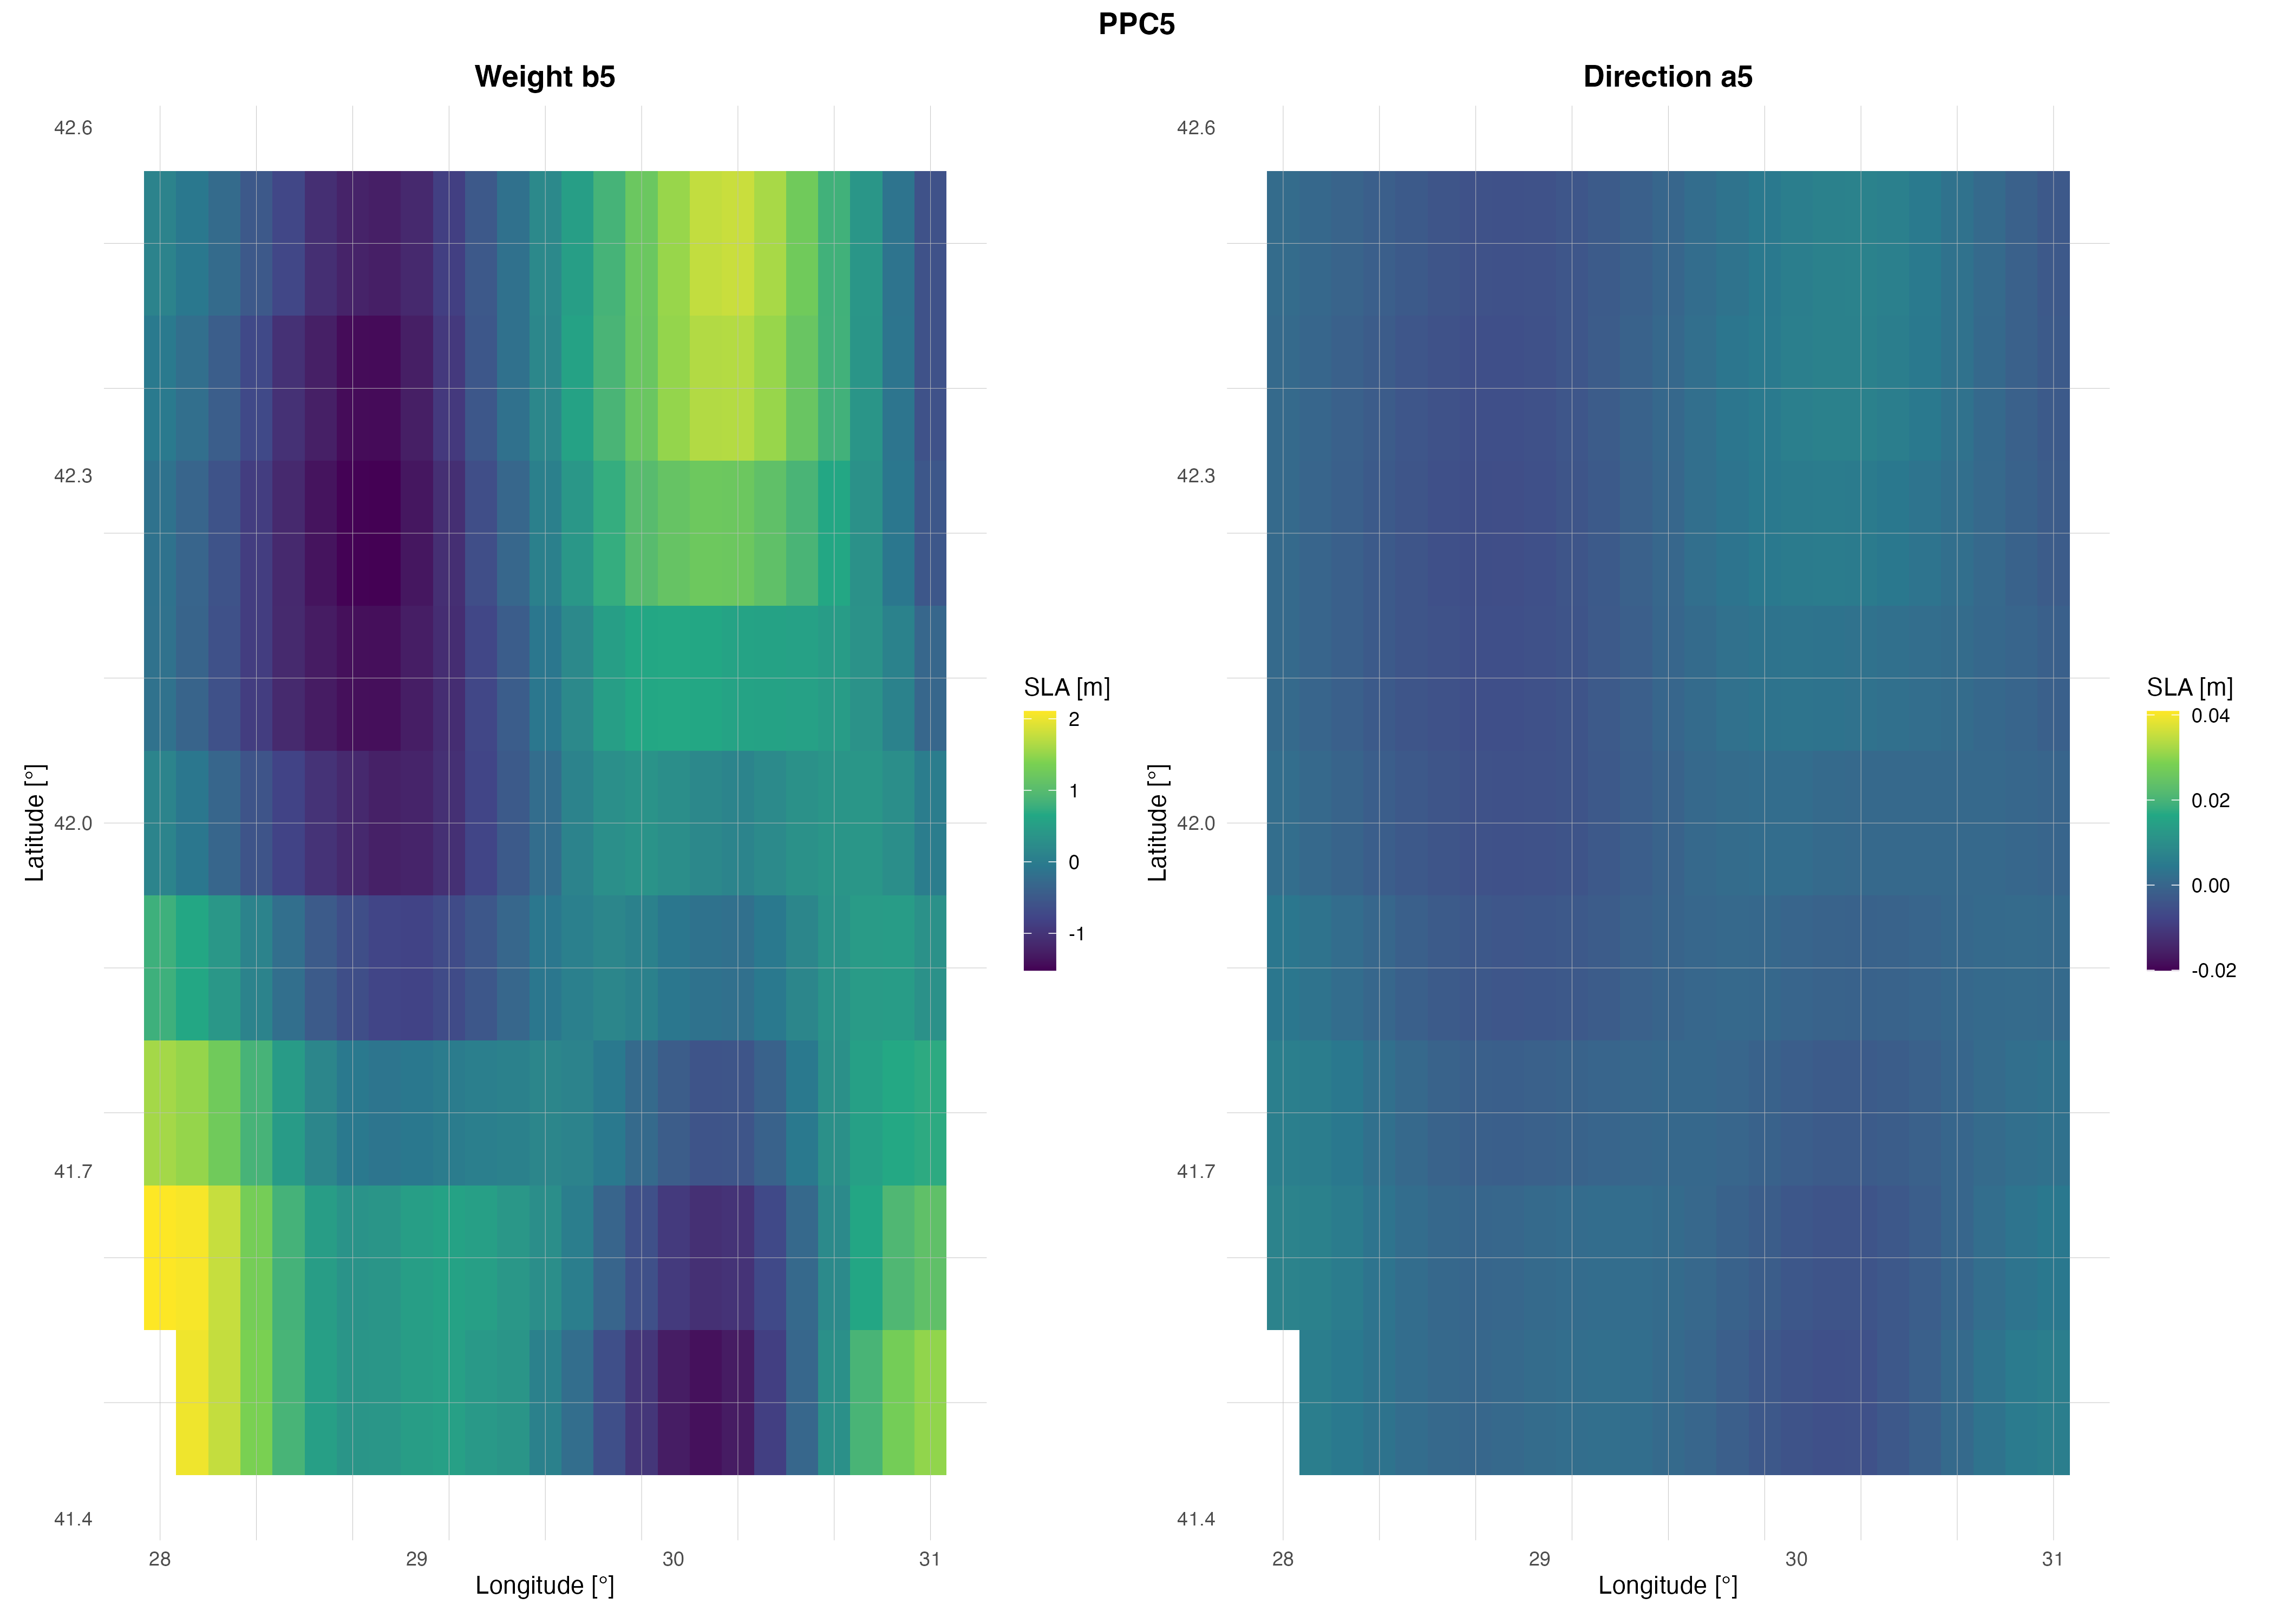 PPC5
Weight b5
42.6
42.3
42.0
41.7
41.4
Latitude [°]
28 29 30 31
Longitude [°]
SLA [m]
2
1
0
-1
Direction a5
42.6
42.3
42.0
41.7
41.4
Latitude [°]
28 29 30 31
Longitude [°]
SLA [m]
0.04
0.02
0.00
-0.02